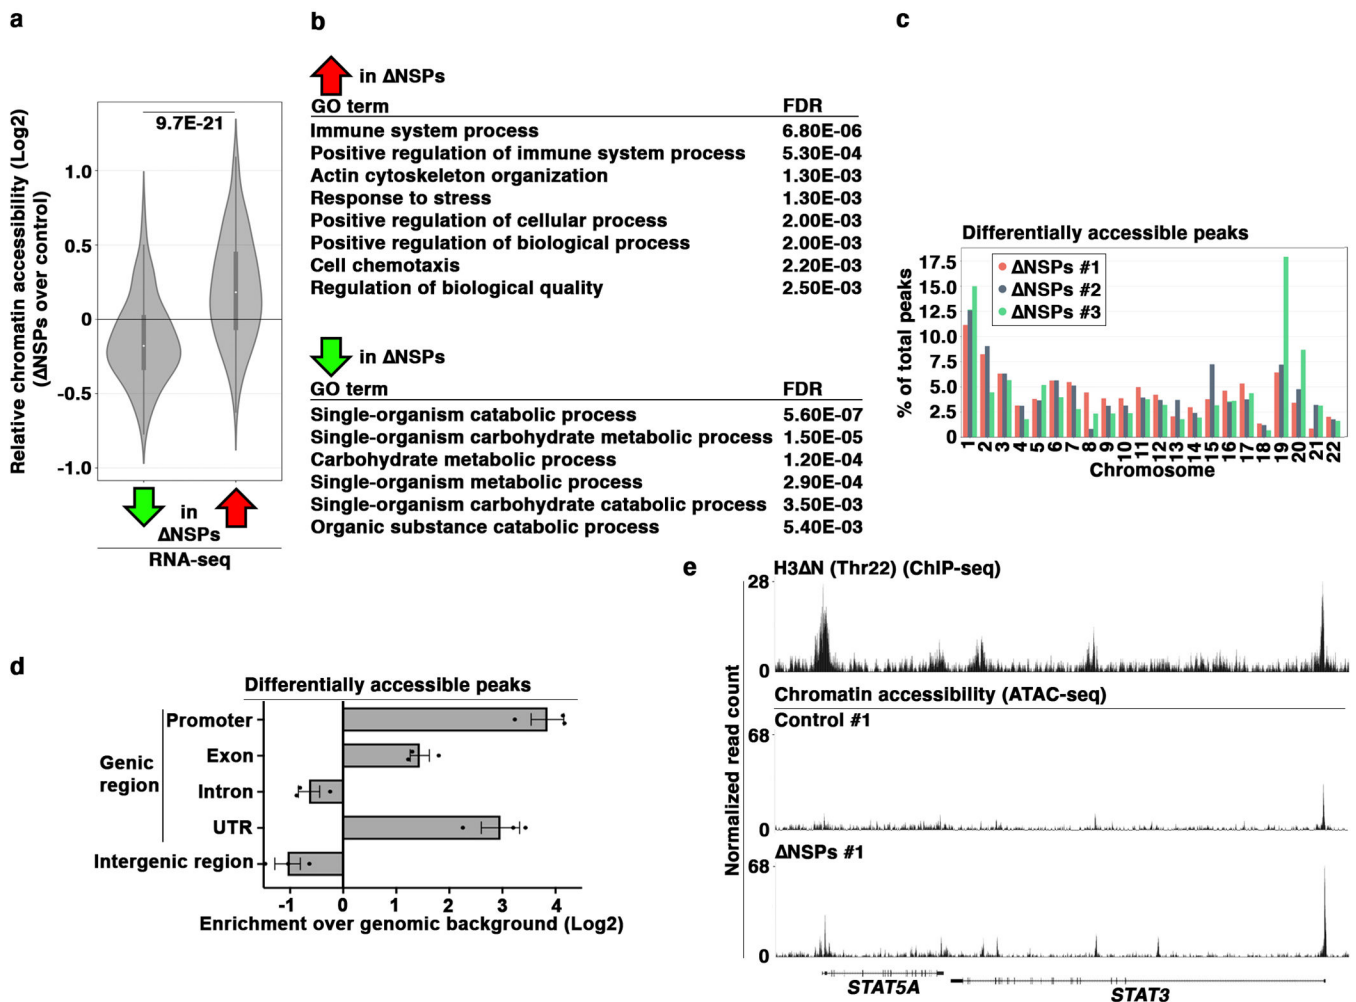 a
Relative chromatin accessibility (Log2)
(ΔNSPs over control)
9.7E-21
1.0
0.5
0
-0.5
-1.0
in
ΔNSPs
RNA-seq
b
in ΔNSPs
GO term FDR
Immune system process 6.80E-06
Positive regulation of immune system process 5.30E-04
Actin cytoskeleton organization 1.30E-03
Response to stress 1.30E-03
Positive regulation of cellular process 2.00E-03
Positive regulation of biological process 2.00E-03
Cell chemotaxis 2.20E-03
Regulation of biological quality 2.50E-03
in ΔNSPs
GO term FDR
Single-organism catabolic process 5.60E-07
Single-organism carbohydrate metabolic process 1.50E-05
Carbohydrate metabolic process 1.20E-04
Single-organism metabolic process 2.90E-04
Single-organism carbohydrate catabolic process 3.50E-03
Organic substance catabolic process 5.40E-03
c
Differentially accessible peaks
% of total peaks
17.5
15.0
12.5
10.0
7.5
5.0
2.5
0
ΔNSPs #1
ΔNSPs #2
ΔNSPs #3
1 2 3 4 5 6 7 8 9 10 11 12 13 14 15 16 17 18 19 20 21 22
Chromosome
d
Differentially accessible peaks
Genic
region
Promoter
Exon
Intron
UTR
Intergenic region
-1 0 1 2 3 4
Enrichment over genomic background (Log2)
e
H3ΔN (Thr22) (ChIP-seq)
Normalized read count
28
0
Chromatin accessibility (ATAC-seq)
Control #1
68
0
ΔNSPs #1
68
0
STAT5A
STAT3